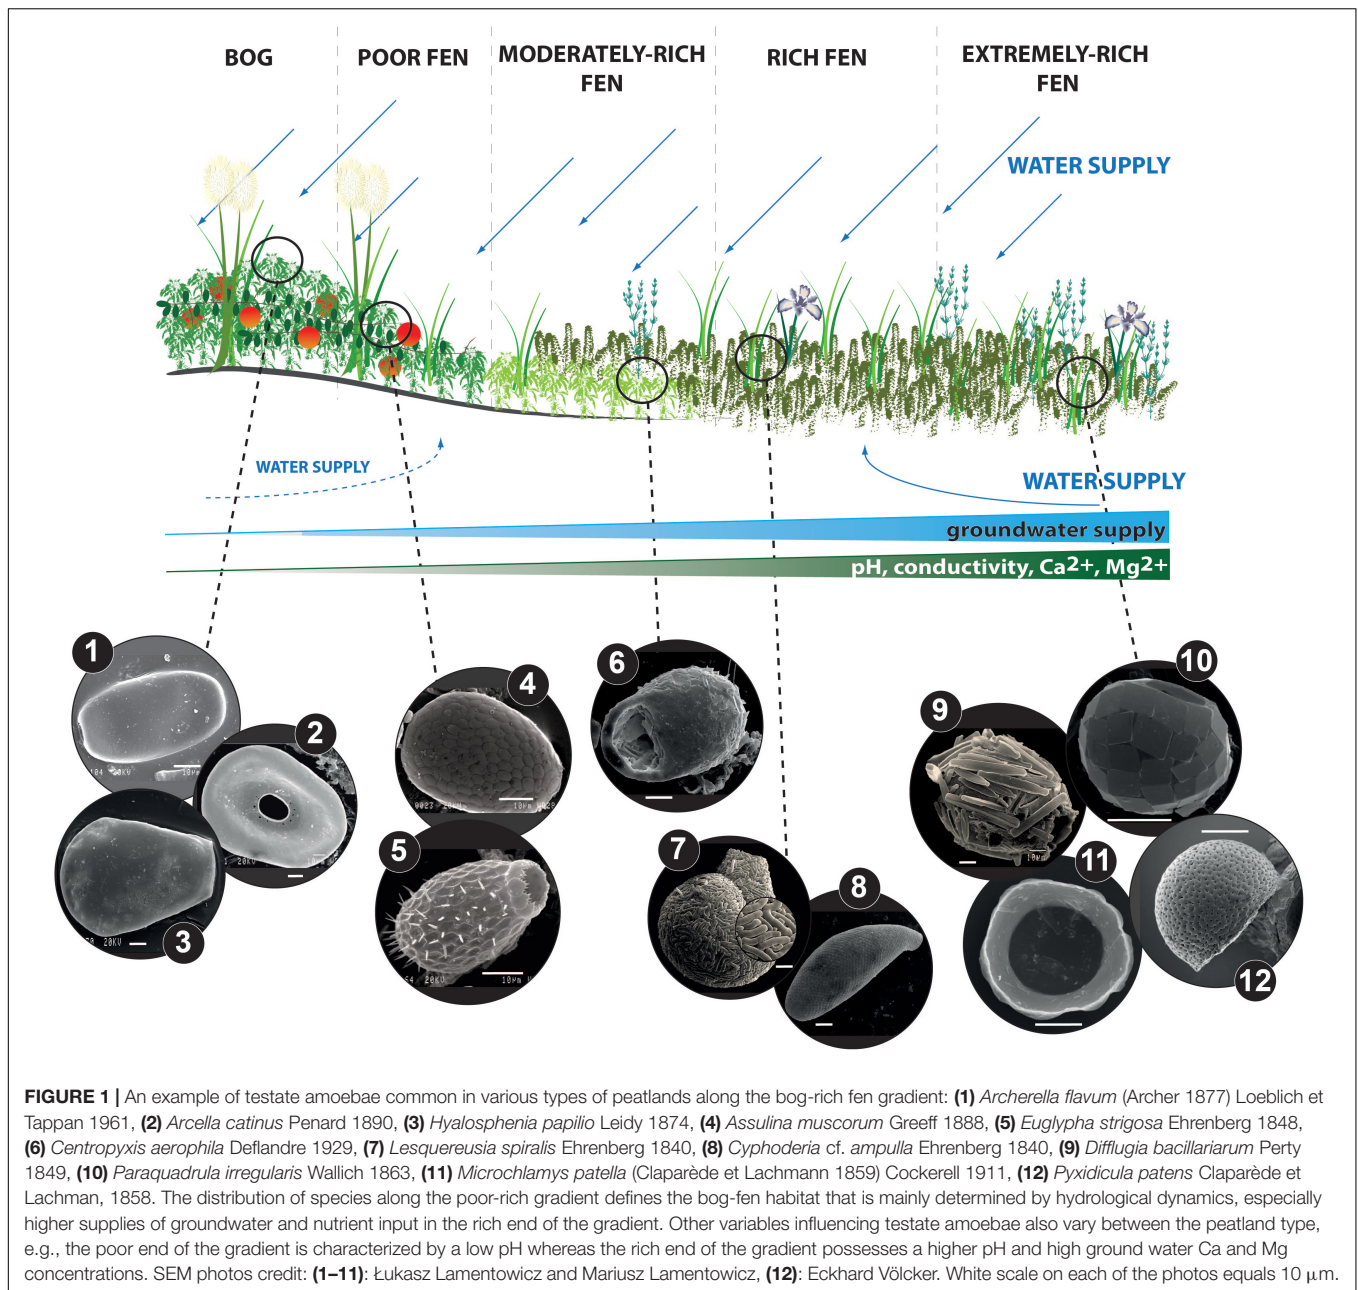 BOG
POOR FEN
MODERATELY-RICH
FEN
RICH FEN
EXTREMELY-RICH
FEN
WATER SUPPLY
WATER SUPPLY
WATER SUPPLY
groundwater supply
pH, conductivity, Ca2+, Mg2+
1
2
3
4
5
6
7
8
9
10
11
12
10µm
10µm
10µm
20KV
20KV
20KV
FIGURE 1 | An example of testate amoebae common in various types of peatlands along the bog-rich fen gradient: (1) Archerella flavum (Archer 1877) Loeblich et
Tappan 1961, (2) Arcella catinus Penard 1890, (3) Hyalosphenia papilio Leidy 1874, (4) Assulina muscorum Greeff 1888, (5) Euglypha strigosa Ehrenberg 1848,
(6) Centropyxis aerophila Deflandre 1929, (7) Lesquereusia spiralis Ehrenberg 1840, (8) Cyphoderia cf. ampulla Ehrenberg 1840, (9) Difflugia bacillariarum Perty
1849, (10) Paraquadrula irregularis Wallich 1863, (11) Microchlamys patella (Claparède et Lachmann 1859) Cockerell 1911, (12) Pyxidicula patens Claparède et
Lachman, 1858. The distribution of species along the poor-rich gradient defines the bog-fen habitat that is mainly determined by hydrological dynamics, especially
higher supplies of groundwater and nutrient input in the rich end of the gradient. Other variables influencing testate amoebae also vary between the peatland type,
e.g., the poor end of the gradient is characterized by a low pH whereas the rich end of the gradient possesses a higher pH and high ground water Ca and Mg
concentrations. SEM photos credit: (1–11): Łukasz Lamentowicz and Mariusz Lamentowicz, (12): Eckhard Völcker. White scale on each of the photos equals 10 µm.